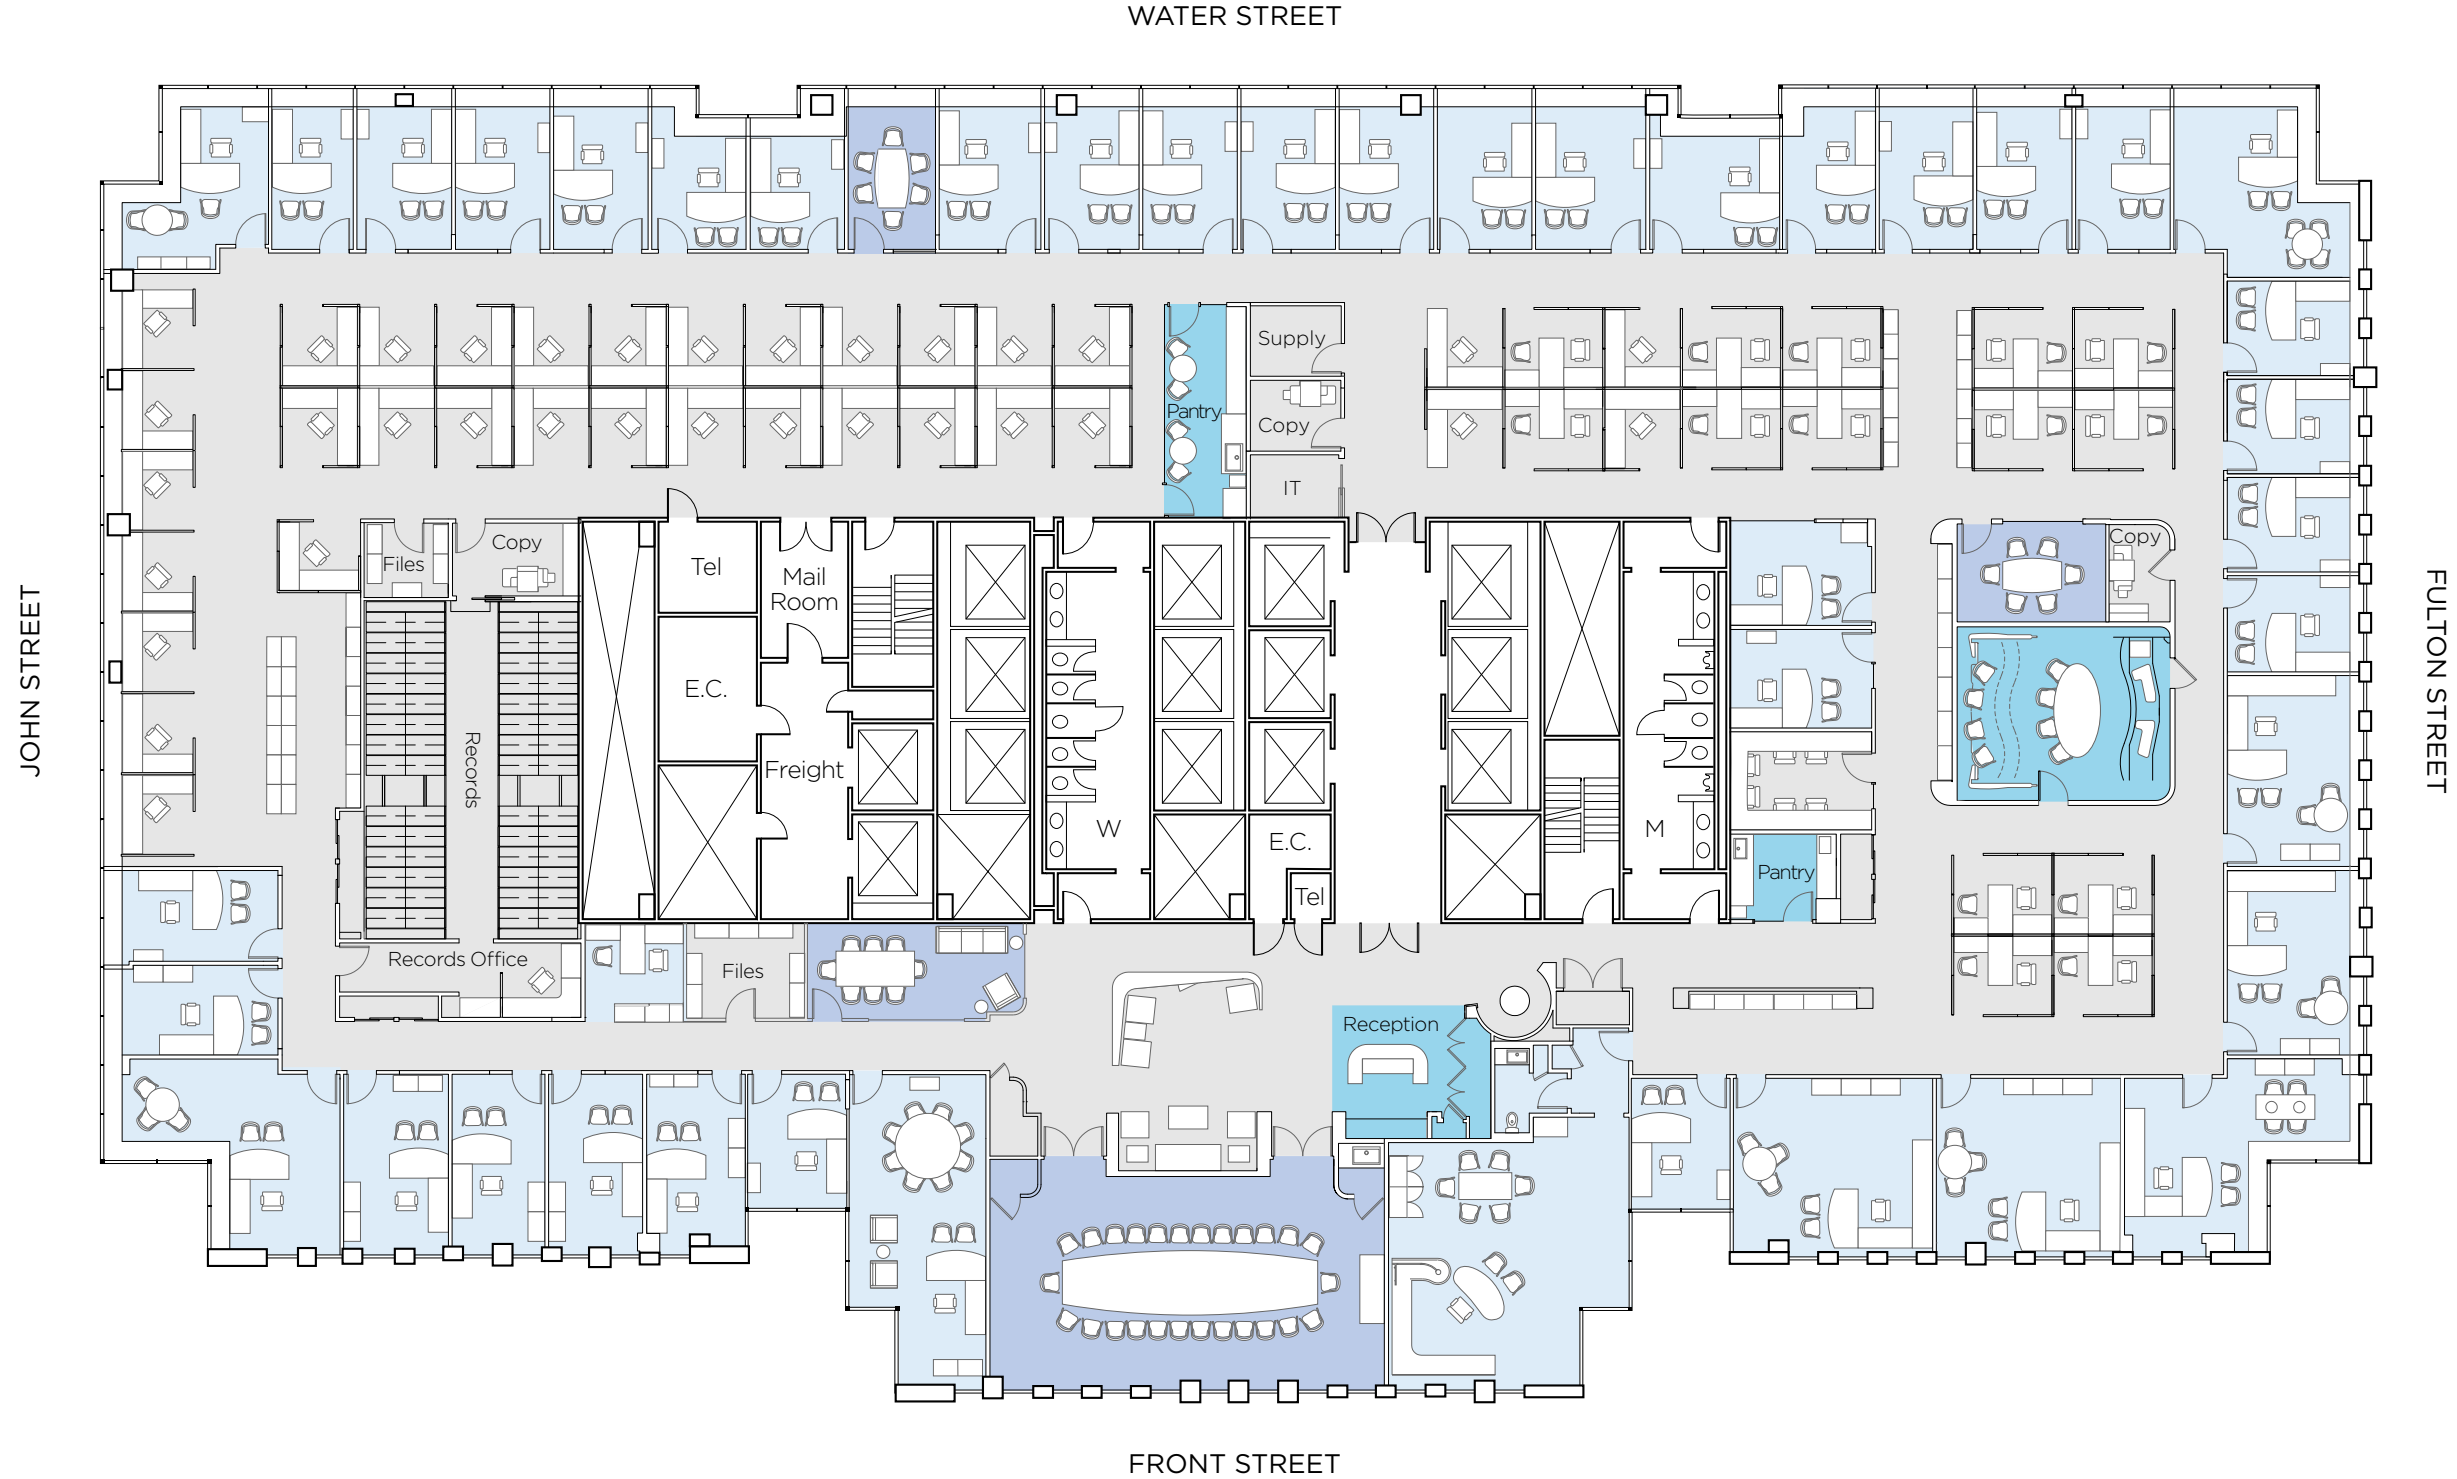 WATER STREET
Supply
Pantry
Copy
IT
Files
Copy
Tel
Mail
Room
Copy
JOHN STREET
FULTON STREET
E.C.
Records
Freight
W
E.C.
M
Tel
Pantry
Records Office
Files
Reception
FRONT STREET